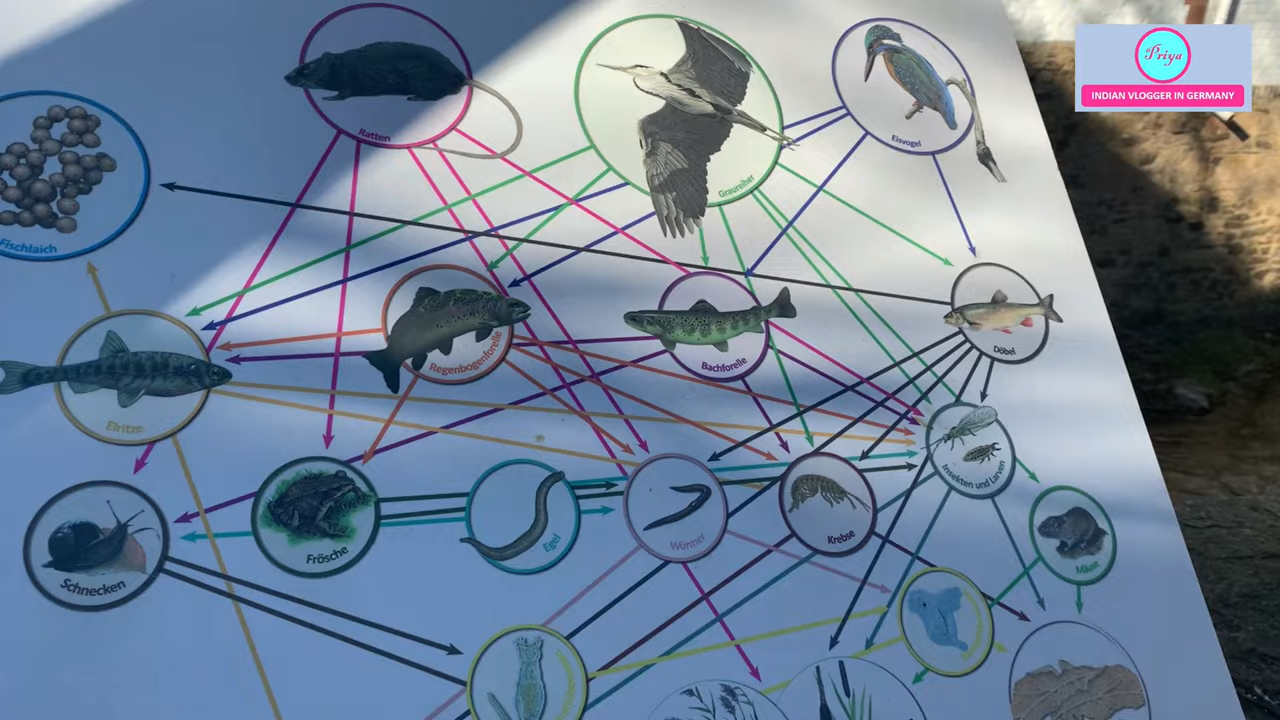 Priya
INDIAN VLOGGER IN GERMANY
Ratten
Graureiher
Eisvogel
Fischlaich
Regenbogenforelle
Bachforelle
Döbel
Elritze
Insekten und Larven
Schnecken
Frösche
Egel
Würmer
Krebse
Mäuse